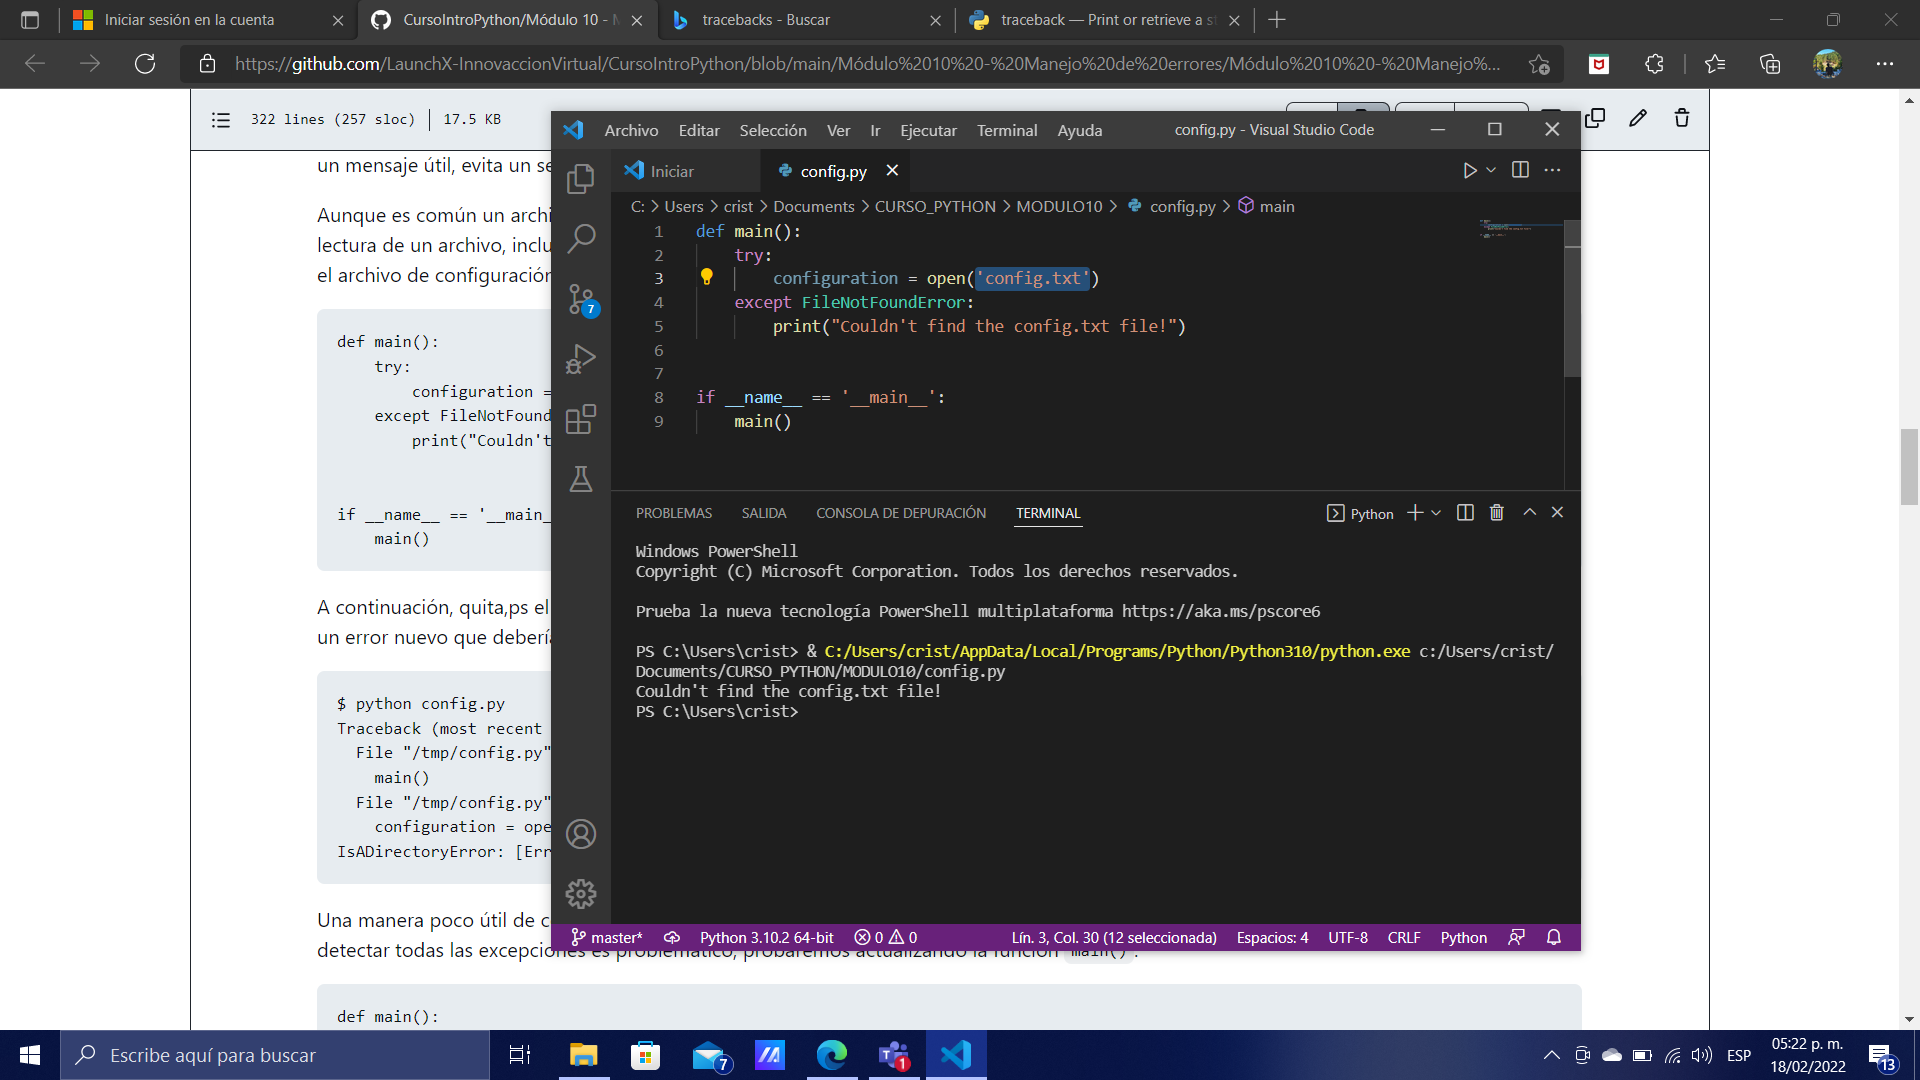 Iniciar sesión en la cuenta
CursoIntroPython/Módulo 10 - M
tracebacks - Buscar
traceback — Print or retrieve a st
https://github.com/LaunchX-InnovaccionVirtual/CursoIntroPython/blob/main/Módulo%2010%20-%20Manejo%20de%20errores/Módulo%2010%20-%20Manejo%...
322 lines (257 sloc) 17.5 KB
un mensaje útil, evita un se
Aunque es común un archi
lectura de un archivo, inclu
el archivo de configuración
def main():
try:
configuration =
except FileNotFound
print("Couldn't
if __name__ == '__main_
main()
A continuación, quita,ps el
un error nuevo que debería
$ python config.py
Traceback (most recent
File "/tmp/config.py"
main()
File "/tmp/config.py"
configuration = ope
IsADirectoryError: [Err
Una manera poco útil de c
detectar todas las excepciones es problemático, probaremos actualizando la función main().
def main():
Archivo Editar Selección Ver Ir Ejecutar Terminal Ayuda
config.py - Visual Studio Code
Iniciar
config.py
C: > Users > crist > Documents > CURSO_PYTHON > MODULO10 > config.py > main
1 def main():
2 try:
3 configuration = open('config.txt')
4 except FileNotFoundError:
5 print("Couldn't find the config.txt file!")
6
7
8 if __name__ == '__main__':
9 main()
7
PROBLEMAS SALIDA CONSOLA DE DEPURACIÓN TERMINAL
Python
Windows PowerShell
Copyright (C) Microsoft Corporation. Todos los derechos reservados.
Prueba la nueva tecnología PowerShell multiplataforma https://aka.ms/pscore6
PS C:\Users\crist> & C:/Users/crist/AppData/Local/Programs/Python/Python310/python.exe c:/Users/crist/
Documents/CURSO_PYTHON/MODULO10/config.py
Couldn't find the config.txt file!
PS C:\Users\crist>
master* Python 3.10.2 64-bit 0 0 Lín. 3, Col. 30 (12 seleccionada) Espacios: 4 UTF-8 CRLF Python
Escribe aquí para buscar
7
1
ESP
05:22 p. m.
18/02/2022
13